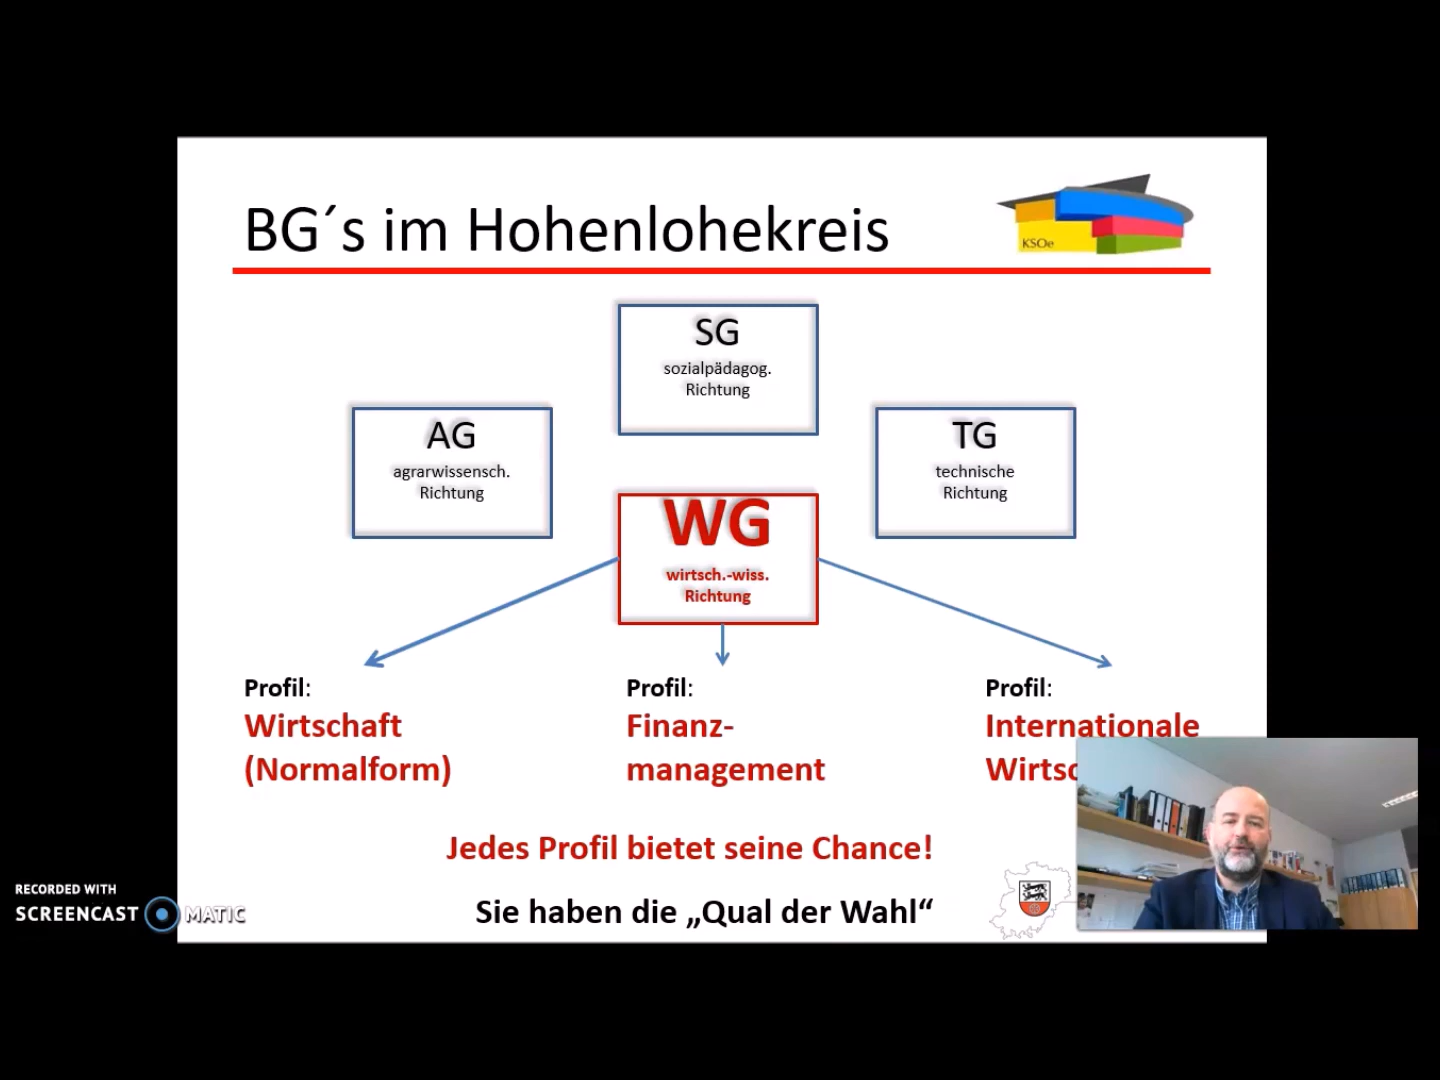 BG´s im Hohenlohekreis
KSOe
SG
sozialpädagog.
Richtung
AG
agrarwissensch.
Richtung
TG
technische
Richtung
WG
wirtsch.-wiss.
Richtung
Profil:
Wirtschaft
(Normalform)
Profil:
Finanz-
management
Profil:
Internationale
Jedes Profil bietet seine Chance!
Sie haben die „Qual der Wahl“
RECORDED WITH
SCREENCAST MATIC